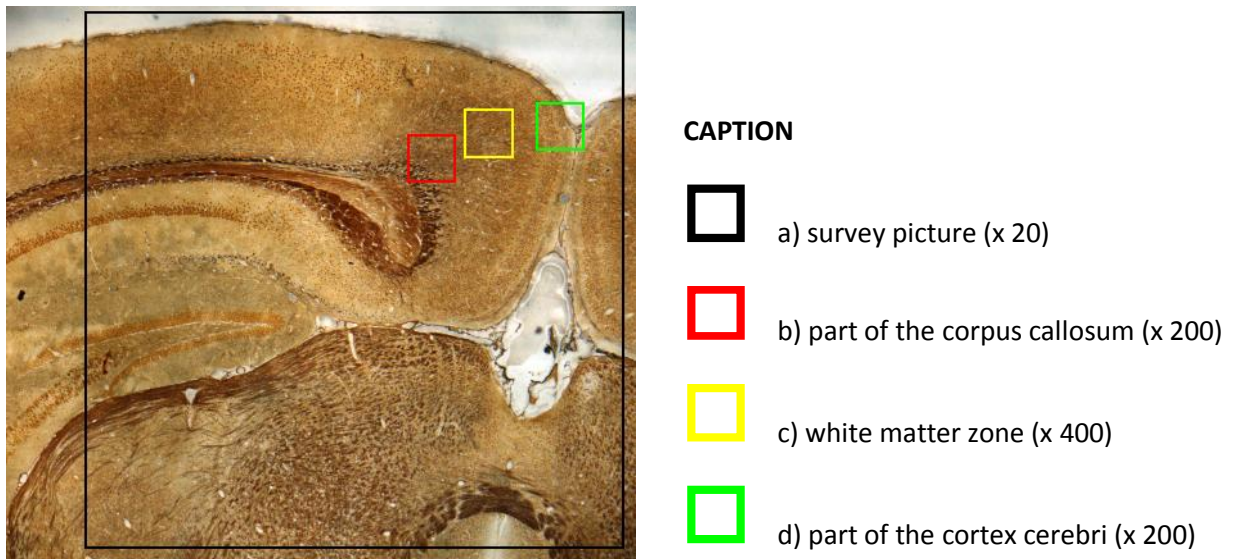 CAPTION
a) survey picture (x 20)
b) part of the corpus callosum (x 200)
c) white matter zone (x 400)
d) part of the cortex cerebri (x 200)